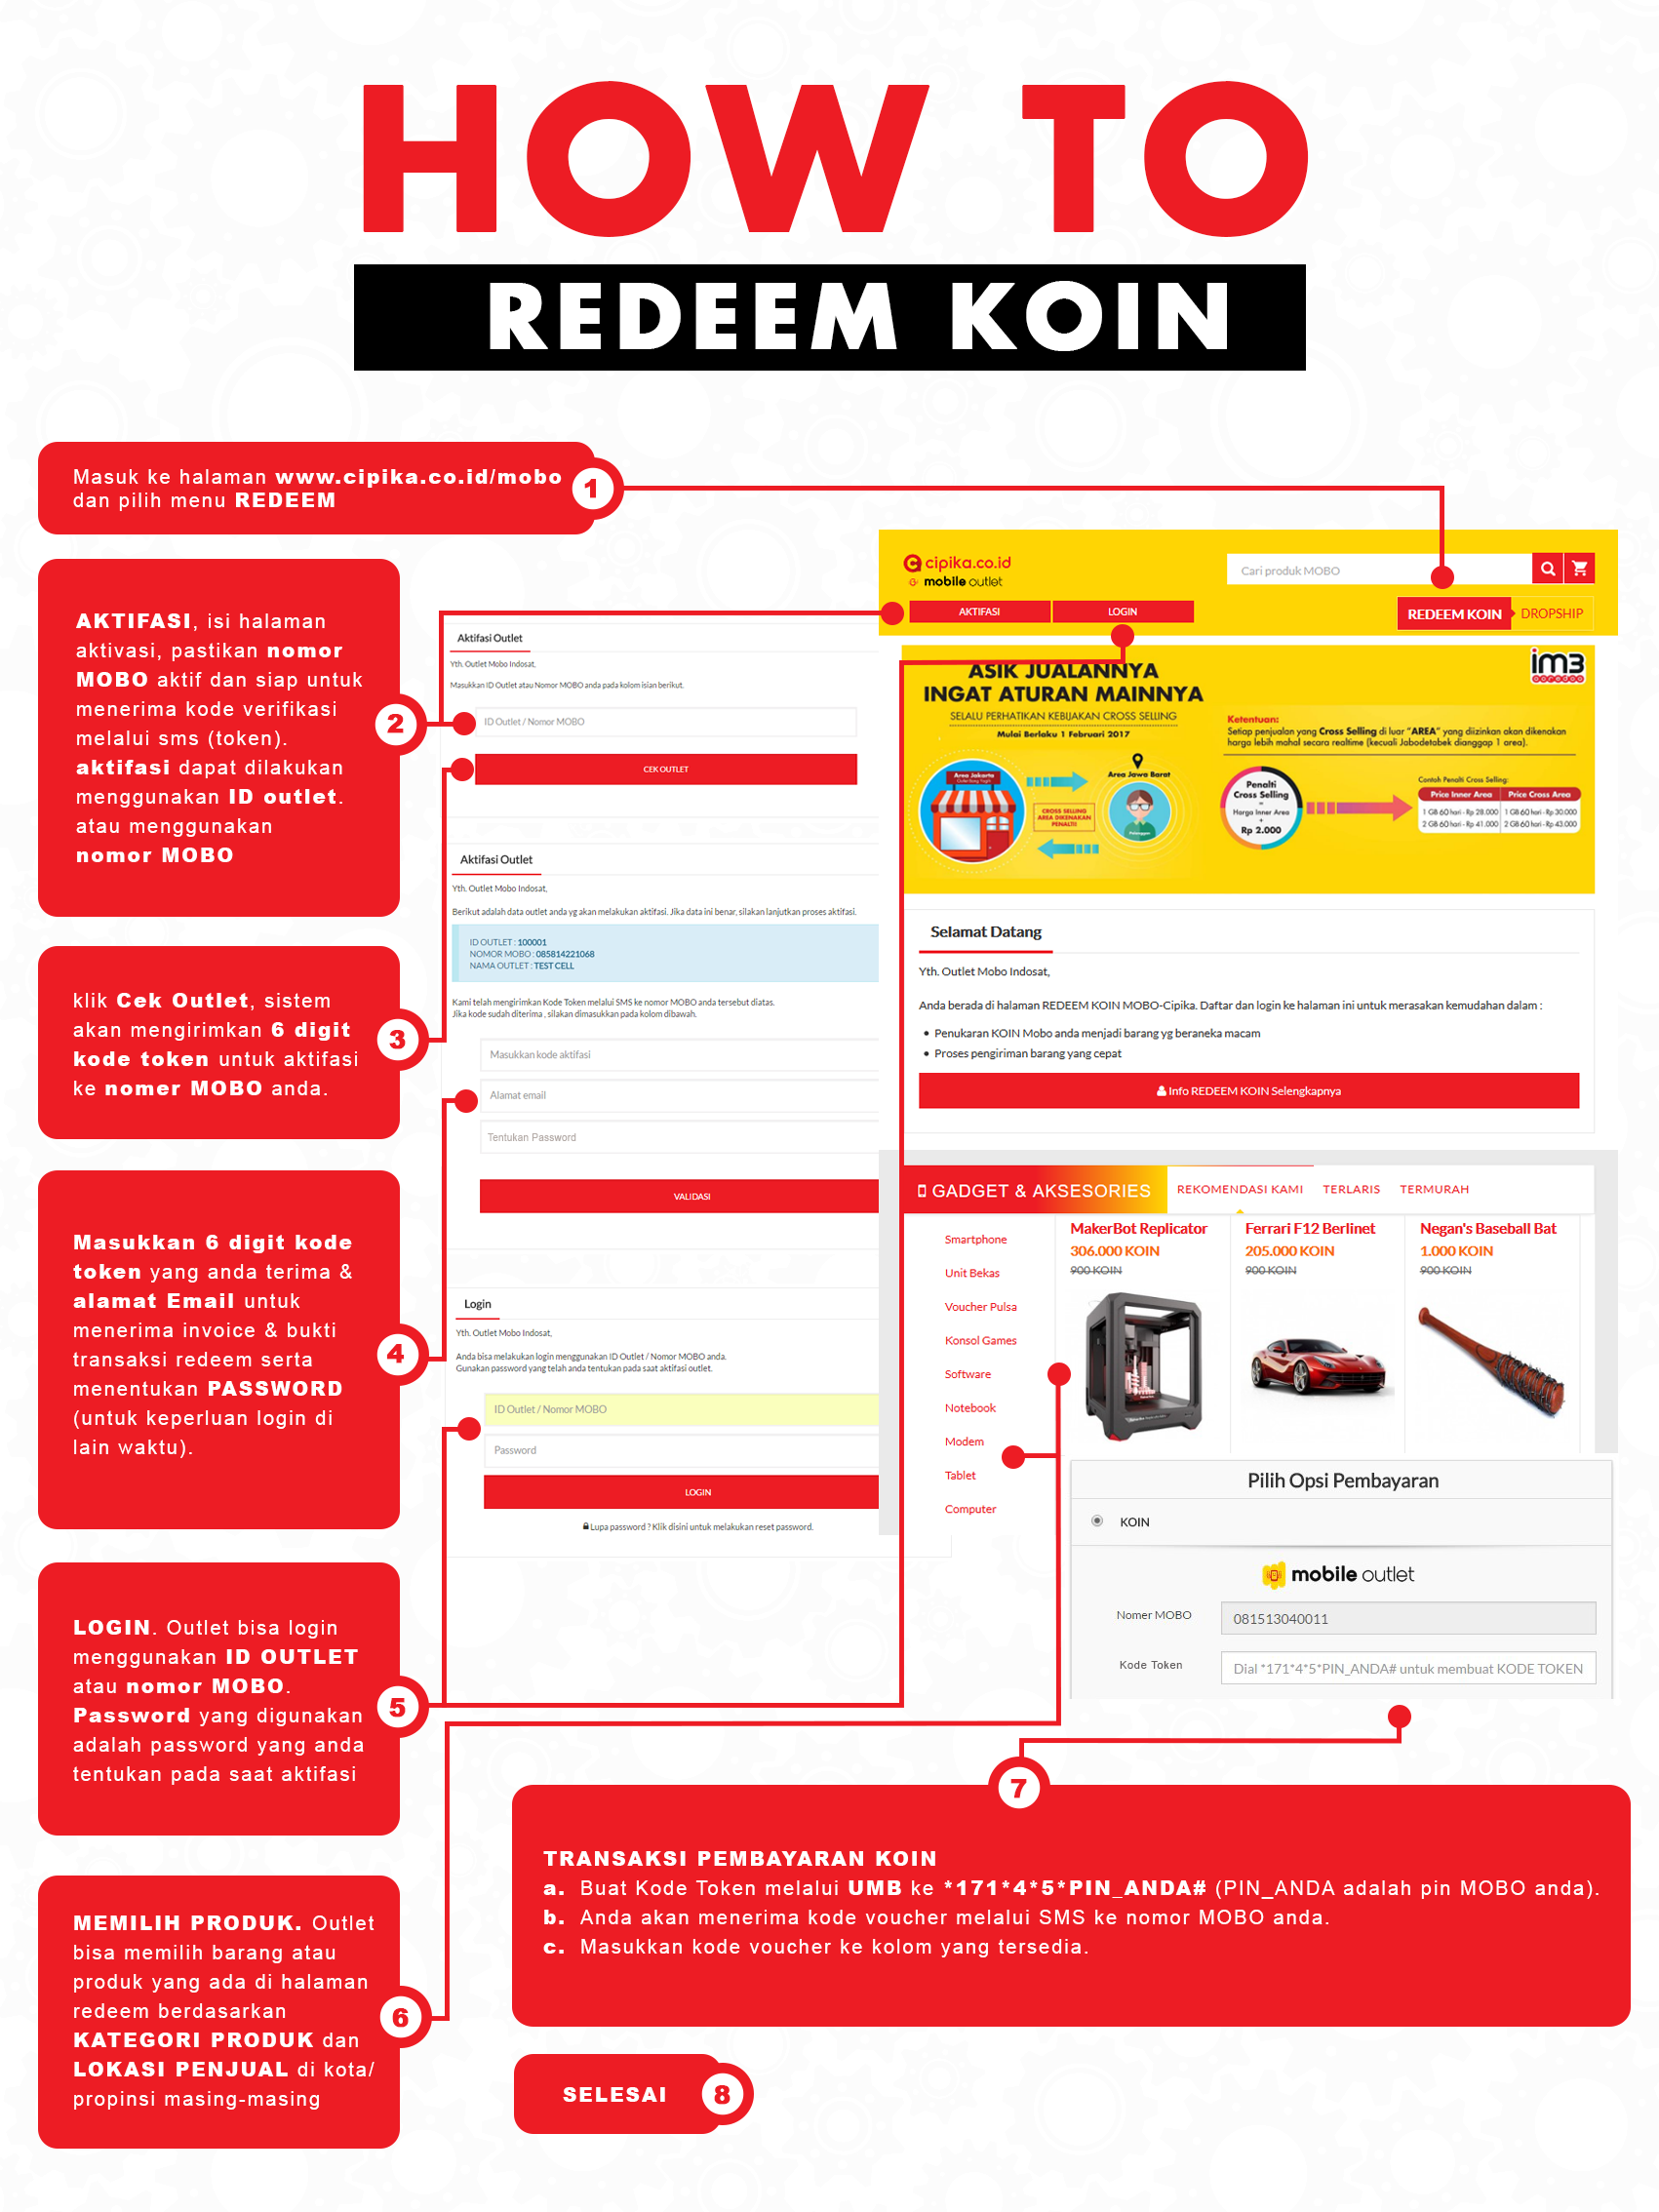 HOW TO
REDEEM KOIN
Masuk ke halaman www.cipika.co.id/mobo
dan pilih menu REDEEM
1
AKTIFASI, isi halaman
aktivasi, pastikan nomor
MOBO aktif dan siap untuk
menerima kode verifikasi
melalui sms (token).
aktifasi dapat dilakukan
menggunakan ID outlet.
atau menggunakan
nomor MOBO
2
klik Cek Outlet, sistem
akan mengirimkan 6 digit
kode token untuk aktifasi
ke nomer MOBO anda.
3
Masukkan 6 digit kode
token yang anda terima &
alamat Email untuk
menerima invoice & bukti
transaksi redeem serta
menentukan PASSWORD
(untuk keperluan login di
lain waktu).
4
LOGIN. Outlet bisa login
menggunakan ID OUTLET
atau nomor MOBO.
Password yang digunakan
adalah password yang anda
tentukan pada saat aktifasi
5
MEMILIH PRODUK. Outlet
bisa memilih barang atau
produk yang ada di halaman
redeem berdasarkan
KATEGORI PRODUK dan
LOKASI PENJUAL di kota/
propinsi masing-masing
6
Aktifasi Outlet
Yth. Outlet Mobo Indosat,
Masukkan ID Outlet atau Nomor MOBO anda pada kolom isian berikut.
ID Outlet / Nomor MOBO
CEK OUTLET
Aktifasi Outlet
Yth. Outlet Mobo Indosat,
Berikut adalah data outlet anda yg akan melakukan aktifasi. Jika data ini benar, silakan lanjutkan proses aktifasi.
ID OUTLET : 100001
NOMOR MOBO : 085814221068
NAMA OUTLET : TEST CELL
Kami telah mengirimkan Kode Token melalui SMS ke nomor MOBO anda tersebut diatas.
Jika kode sudah diterima , silakan dimasukkan pada kolom dibawah.
Masukkan kode aktifasi
Alamat email
Tentukan Password
VALIDASI
Login
Yth. Outlet Mobo Indosat,
Anda bisa melakukan login menggunakan ID Outlet / Nomor MOBO anda.
Gunakan password yang telah anda tentukan pada saat aktifasi outlet.
ID Outlet / Nomor MOBO
Password
LOGIN
Lupa password ? Klik disini untuk melakukan reset password.
cipika.co.id
mobile outlet
Cari produk MOBO
AKTIFASI LOGIN
REDEEM KOIN DROPSHIP
ASIK JUALANNYA
INGAT ATURAN MAINNYA
SELALU PERHATIKAN KEBIJAKAN CROSS SELLING
Mulai Berlaku 1 Februari 2017
im3
ooredoo
Ketentuan:
Setiap penjualan yang Cross Selling di luar "AREA" yang diizinkan akan dikenakan
harga lebih mahal secara realtime (kecuali Jabodetabek dianggap 1 area).
Area Jakarta
Area Jawa Barat
CROSS SELLING
AREA DIKENAKAN
PENALTI!
Pelanggan
Penalti
Cross Selling
=
Harga Inner Area
+
Rp 2.000
Contoh Penalti Cross Selling:
Price Inner Area Price Cross Area
1 GB 60 hari - Rp 28.000 1 GB 60 hari - Rp 30.000
2 GB 60 hari - Rp 41.000 2 GB 60 hari - Rp 43.000
Selamat Datang
Yth. Outlet Mobo Indosat,
Anda berada di halaman REDEEM KOIN MOBO-Cipika. Daftar dan login ke halaman ini untuk merasakan kemudahan dalam :
• Penukaran KOIN Mobo anda menjadi barang yg beraneka macam
• Proses pengiriman barang yang cepat
Info REDEEM KOIN Selengkapnya
GADGET & AKSESORIES
REKOMENDASI KAMI TERLARIS TERMURAH
Smartphone
Unit Bekas
Voucher Pulsa
Konsol Games
Software
Notebook
Modem
Tablet
Computer
MakerBot Replicator
306.000 KOIN
900 KOIN
Ferrari F12 Berlinet
205.000 KOIN
900 KOIN
Negan's Baseball Bat
1.000 KOIN
900 KOIN
Pilih Opsi Pembayaran
KOIN
mobile outlet
Nomer MOBO 081513040011
Kode Token Dial *171*4*5*PIN_ANDA# untuk membuat KODE TOKEN
7
TRANSAKSI PEMBAYARAN KOIN
a. Buat Kode Token melalui UMB ke *171*4*5*PIN_ANDA# (PIN_ANDA adalah pin MOBO anda).
b. Anda akan menerima kode voucher melalui SMS ke nomor MOBO anda.
c. Masukkan kode voucher ke kolom yang tersedia.
SELESAI
8